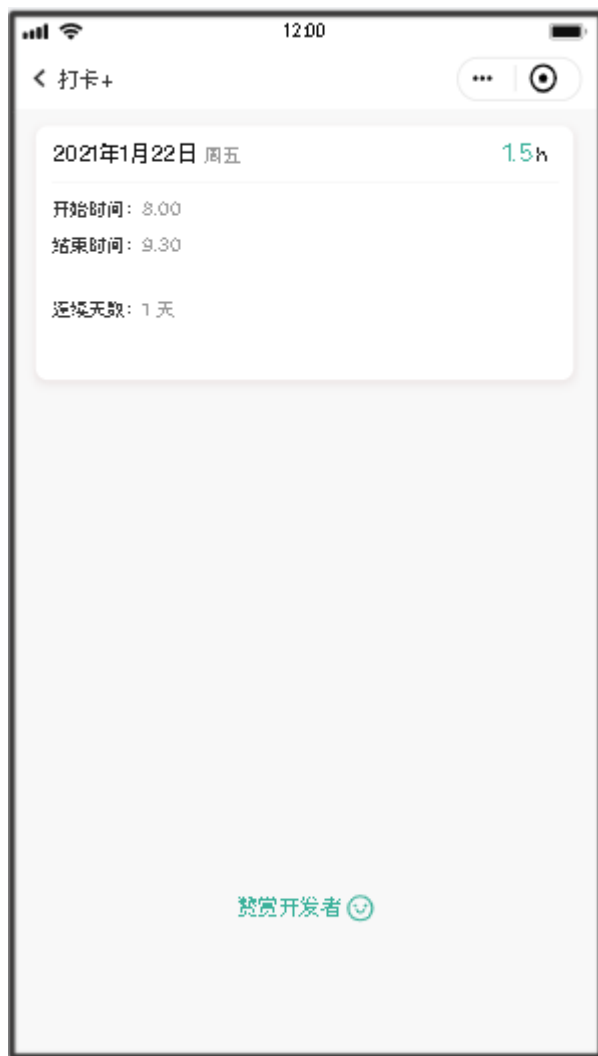 12:00
打卡+
2021年1月22日 周五 1.5h
开始时间：8.00
结束时间：9.30
连续天数：1 天
赞赏开发者